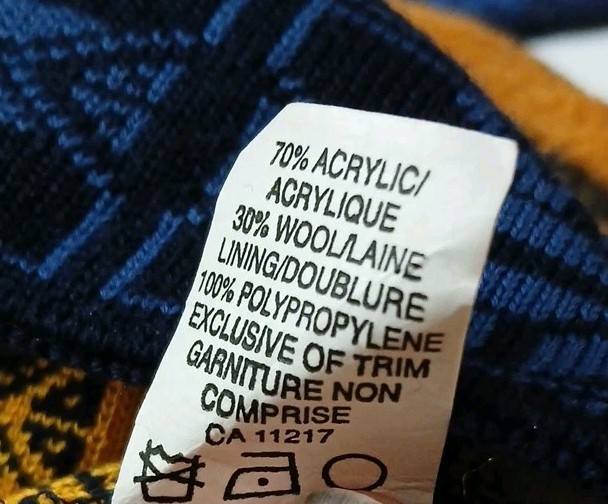 70% ACRYLIC/
ACRYLIQUE
30% WOOL/LAINE
LINING/DOUBLURE
100% POLYPROPYLENE
EXCLUSIVE OF TRIM
GARNITURE NON
COMPRISE
CA 11217